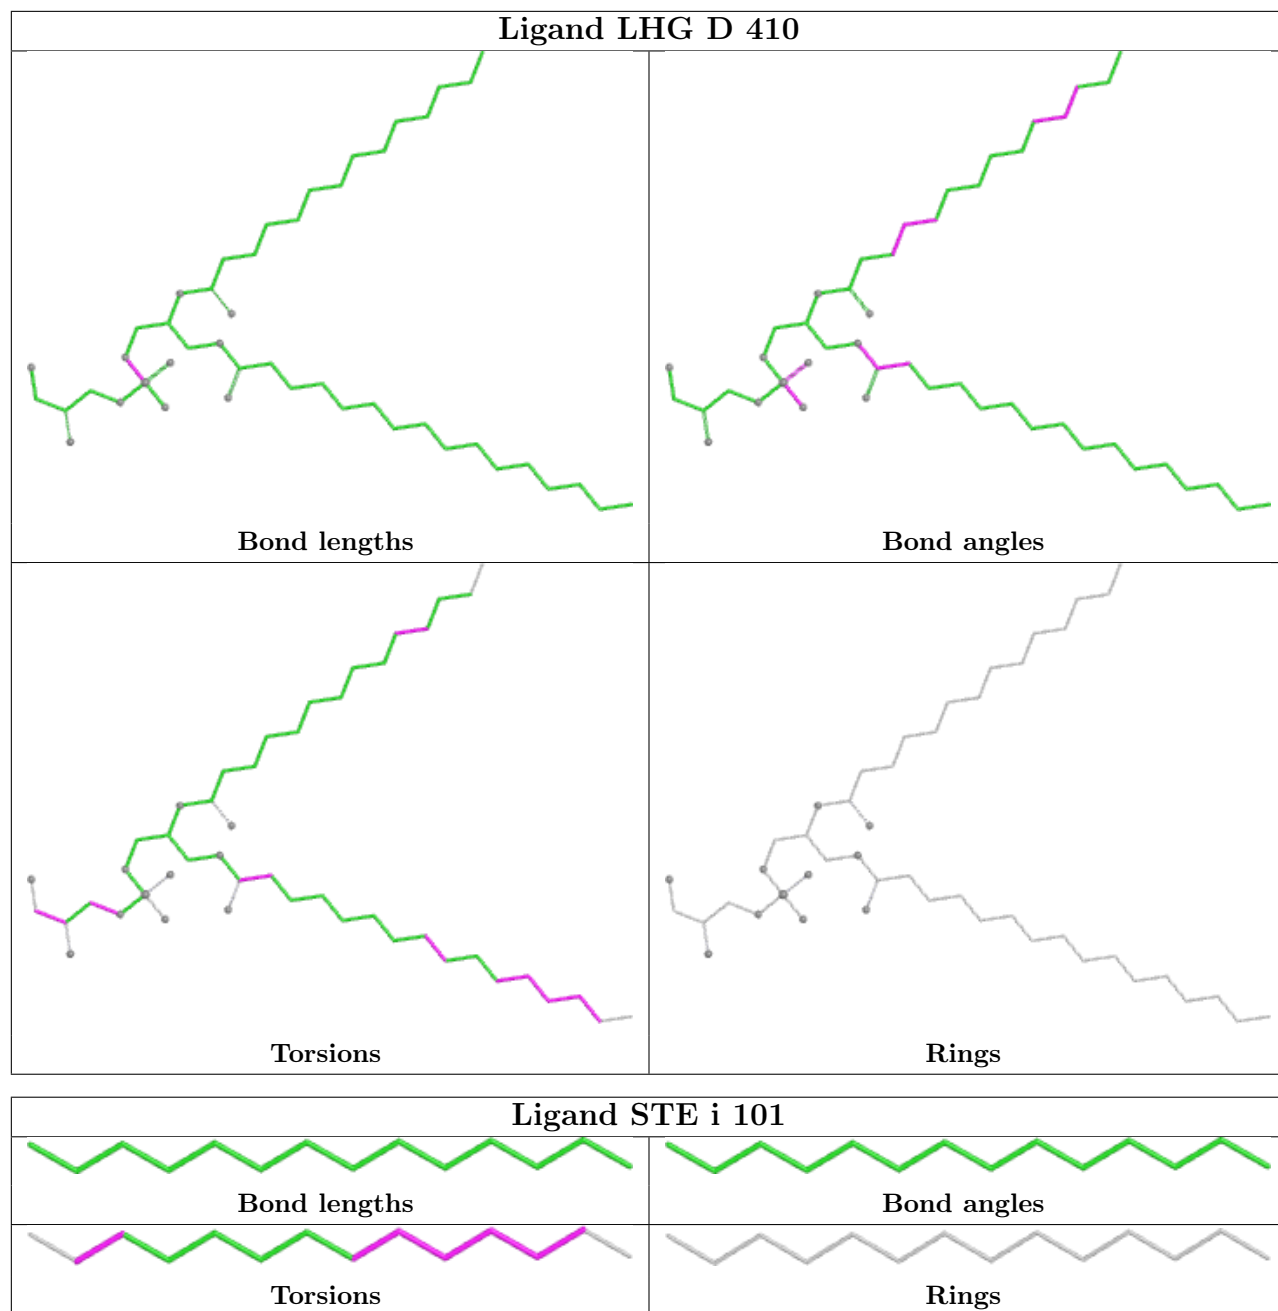 Ligand LHG D 410
Bond lengths
Bond angles
Torsions
Rings
Ligand STE i 101
Bond lengths
Bond angles
Torsions
Rings